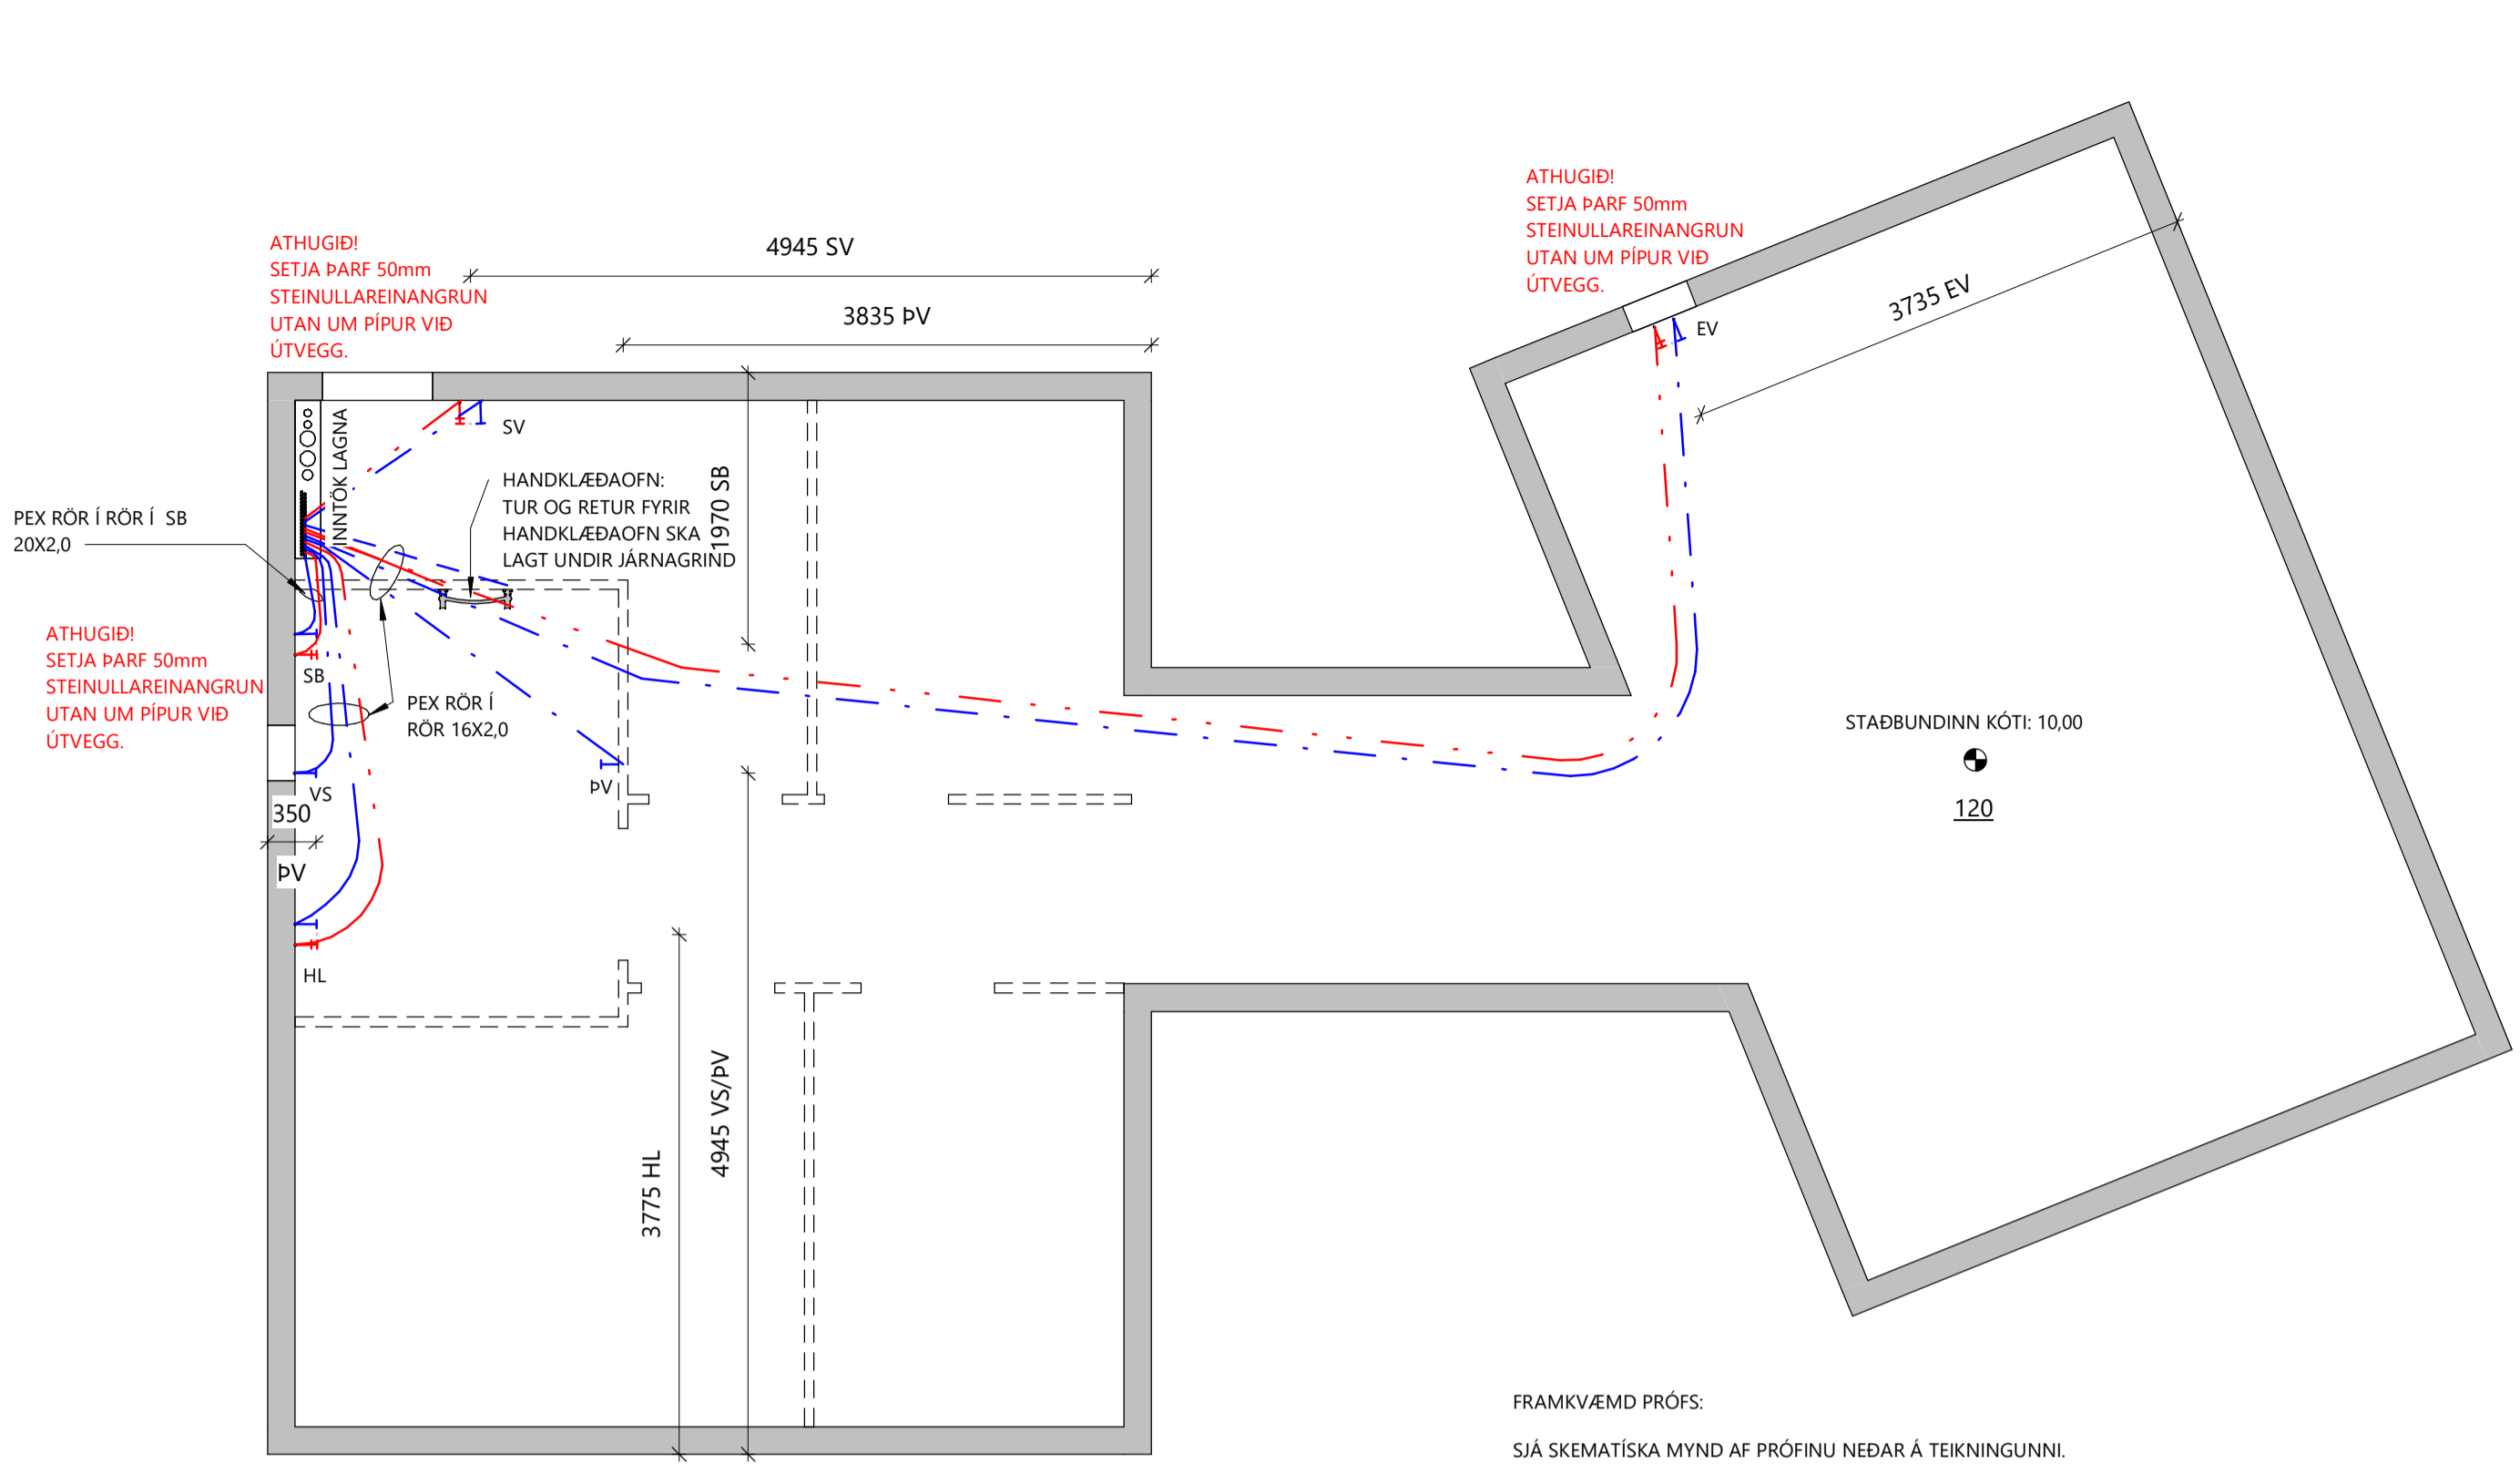 ATHUGIÐ!
SETJA ÞARF 50mm
STEINULLAREINANGRUN
UTAN UM PÍPUR VIÐ
ÚTVEGG.
ATHUGIÐ!
SETJA ÞARF 50mm
STEINULLAREINANGRUN
UTAN UM PÍPUR VIÐ
ÚTVEGG.
4945 SV
3835 ÞV
3735 EV
EV
SV
INNTÖK LAGNA
1970 SB
HANDKLÆÐAOFN:
TUR OG RETUR FYRIR
HANDKLÆÐAOFN SKA
LAGT UNDIR JÁRNAGRIND
PEX RÖR Í RÖR Í  SB
20X2,0
ATHUGIÐ!
SETJA ÞARF 50mm
STEINULLAREINANGRUN
UTAN UM PÍPUR VIÐ
ÚTVEGG.
SB
PEX RÖR Í
RÖR 16X2,0
STAÐBUNDINN KÓTI: 10,00
120
VS
ÞV
350
ÞV
HL
3775 HL
4945 VS/ÞV
FRAMKVÆMD PRÓFS:
SJÁ SKEMATÍSKA MYND AF PRÓFINU NEÐAR Á TEIKNINGUNNI.